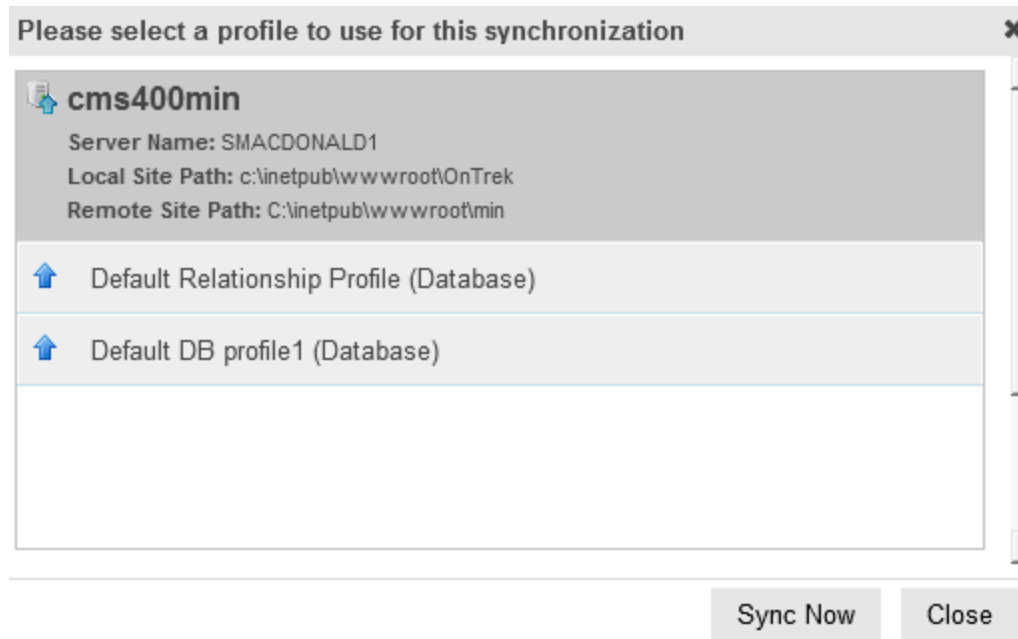 Please select a profile to use for this synchronization
cms400min
Server Name: SMACDONALD1
Local Site Path: c:\inetpub\wwwroot\OnTrek
Remote Site Path: C:\inetpub\wwwroot\min
Default Relationship Profile (Database)
Default DB profile1 (Database)
Sync Now Close